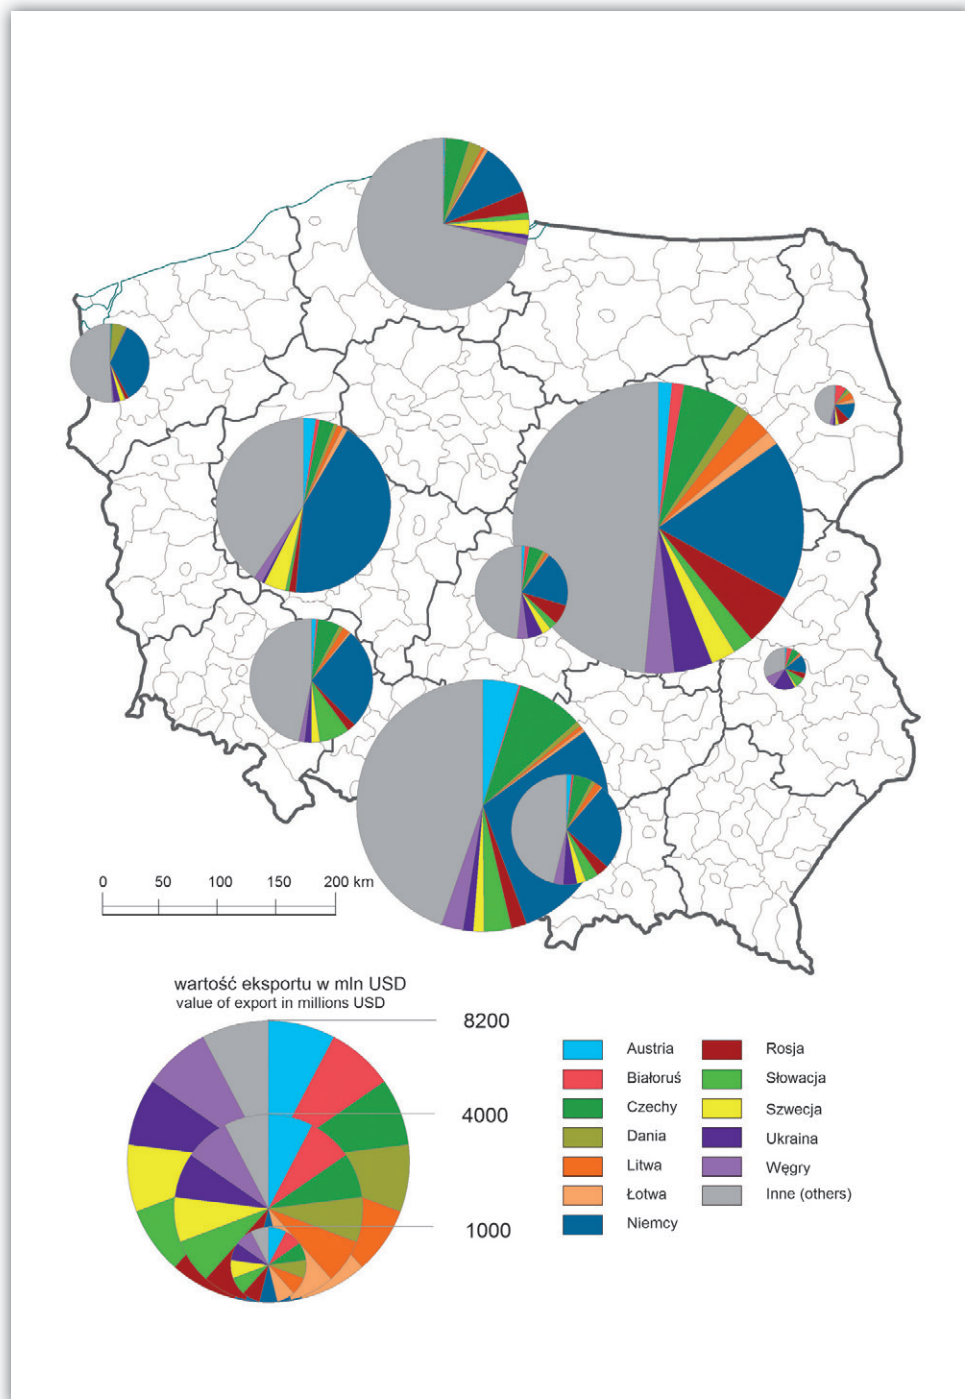 0 50 100 150 200 km
wartość eksportu w mln USD
value of export in millions USD
8200
4000
1000
Austria
Białoruś
Czechy
Dania
Litwa
Łotwa
Niemcy
Rosja
Słowacja
Szwecja
Ukraina
Węgry
Inne (others)